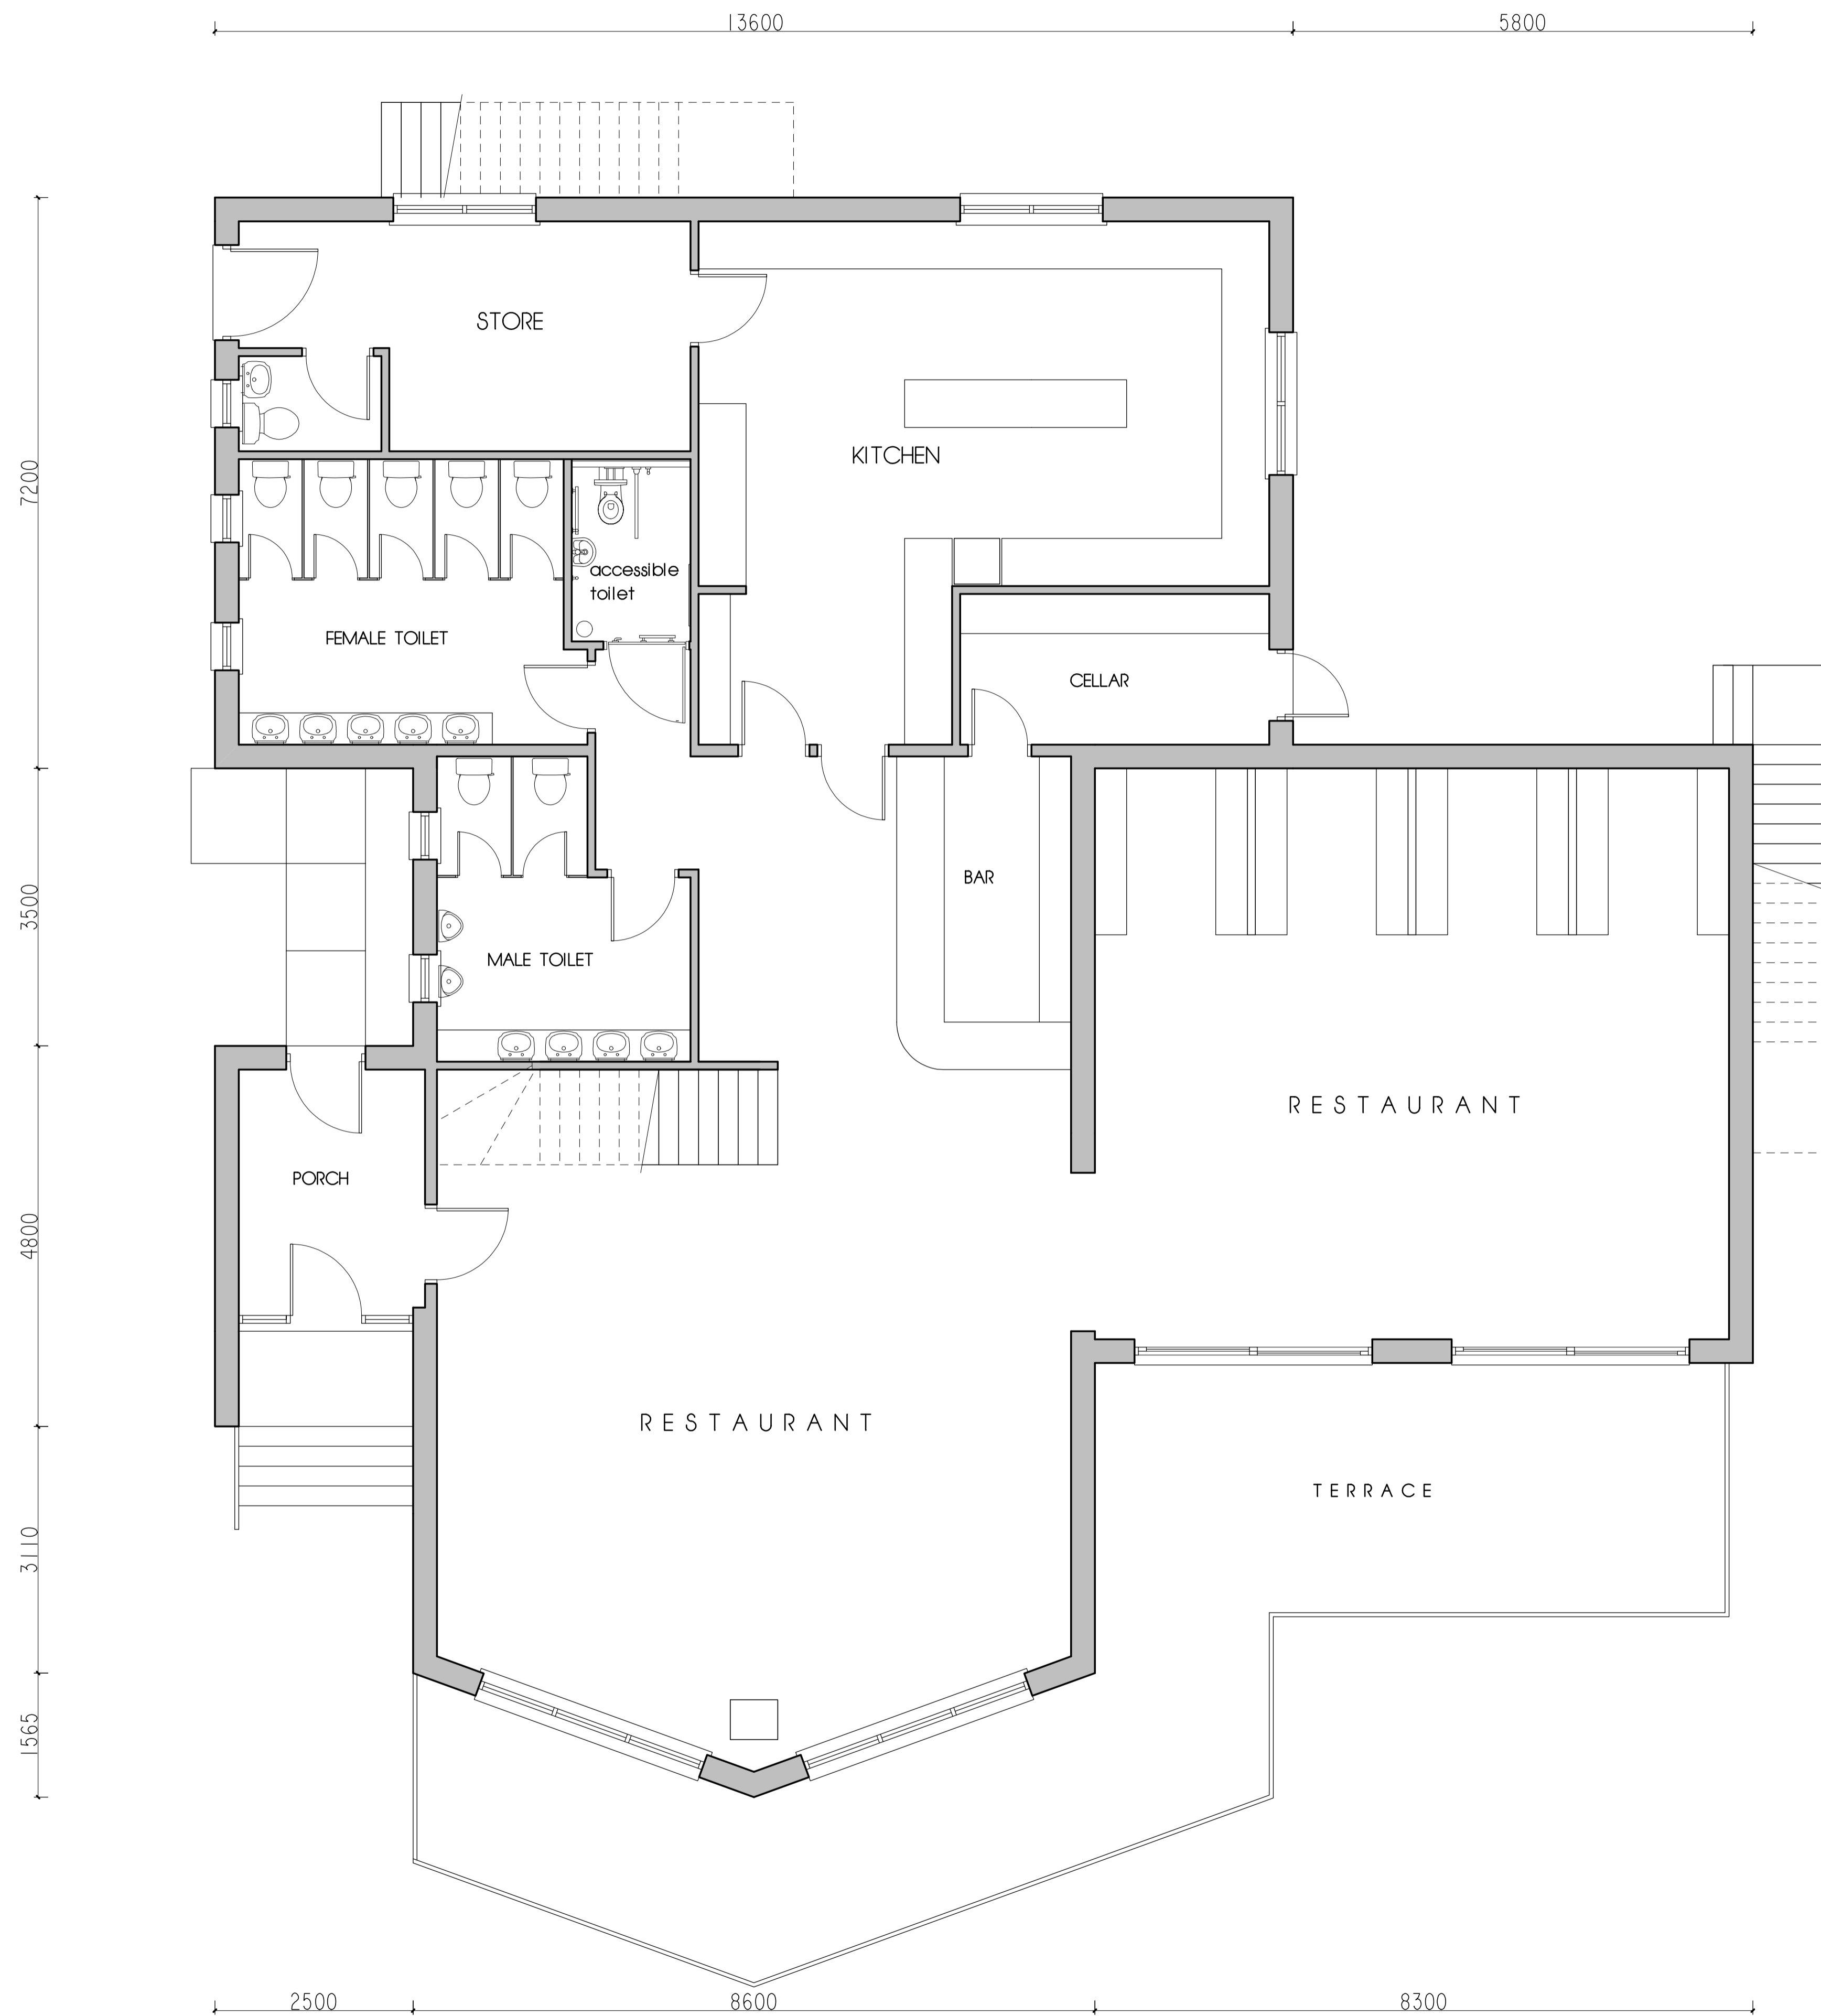 13600
5800
STORE
KITCHEN
7200
accessible
toilet
FEMALE TOILET
CELLAR
3500
BAR
MALE TOILET
RESTAURANT
PORCH
4800
RESTAURANT
TERRACE
3110
1565
2500
8600
8300